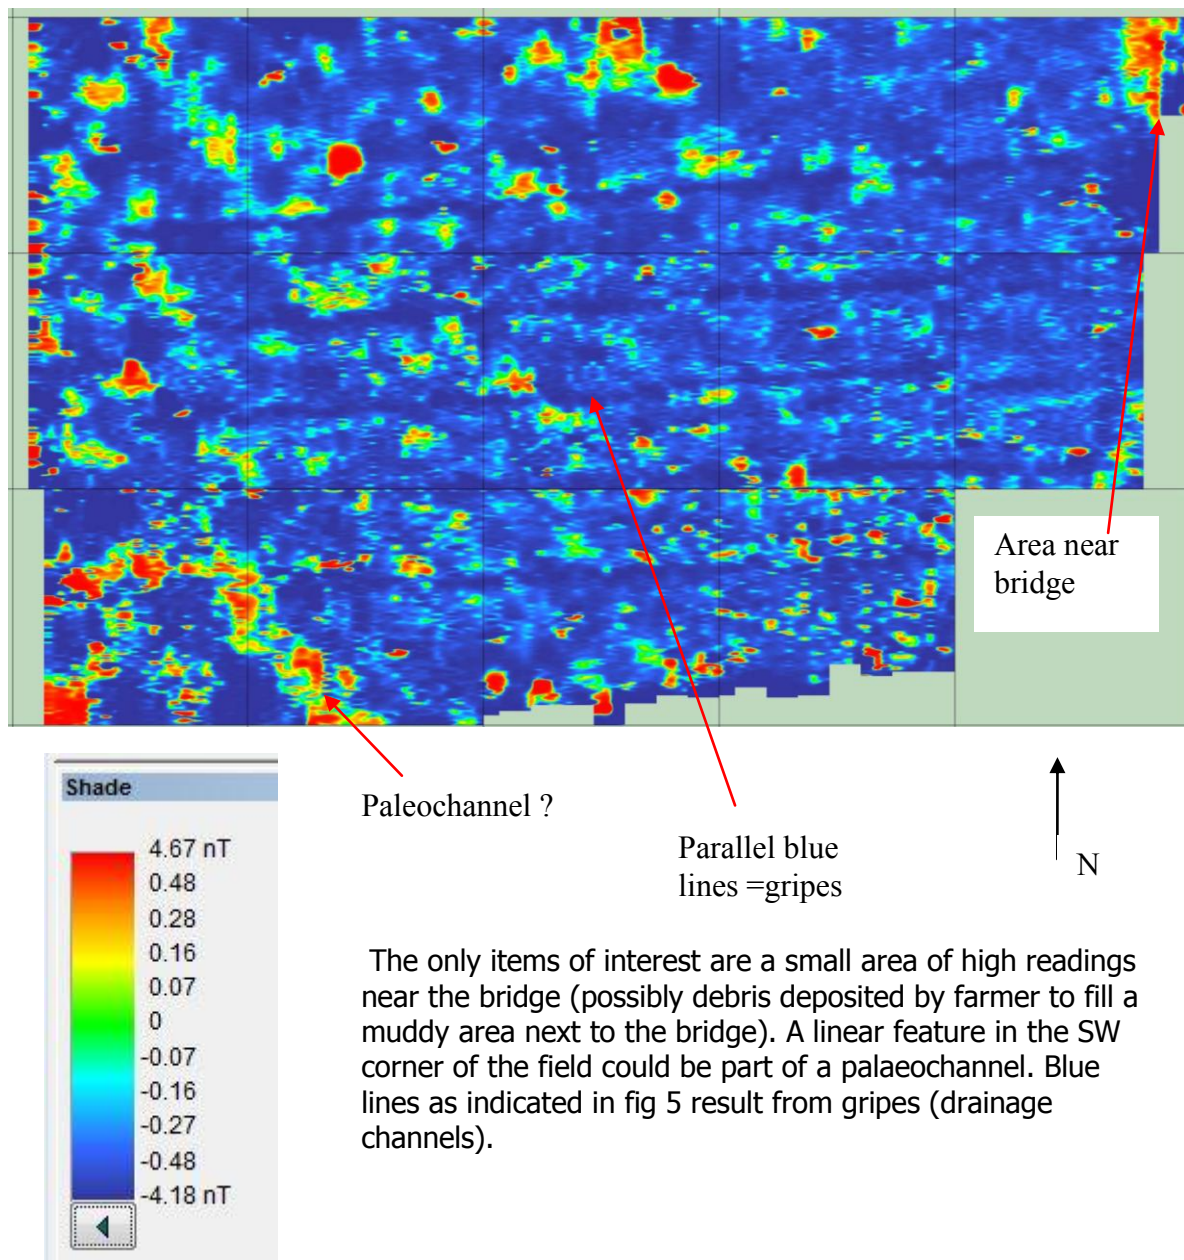 Area near
bridge
Shade
4.67 nT
0.48
0.28
0.16
0.07
0
-0.07
-0.16
-0.27
-0.48
-4.18 nT
Paleochannel ?
Parallel blue
lines =gripes
N
The only items of interest are a small area of high readings
near the bridge (possibly debris deposited by farmer to fill a
muddy area next to the bridge). A linear feature in the SW
corner of the field could be part of a palaeochannel. Blue
lines as indicated in fig 5 result from gripes (drainage
channels).